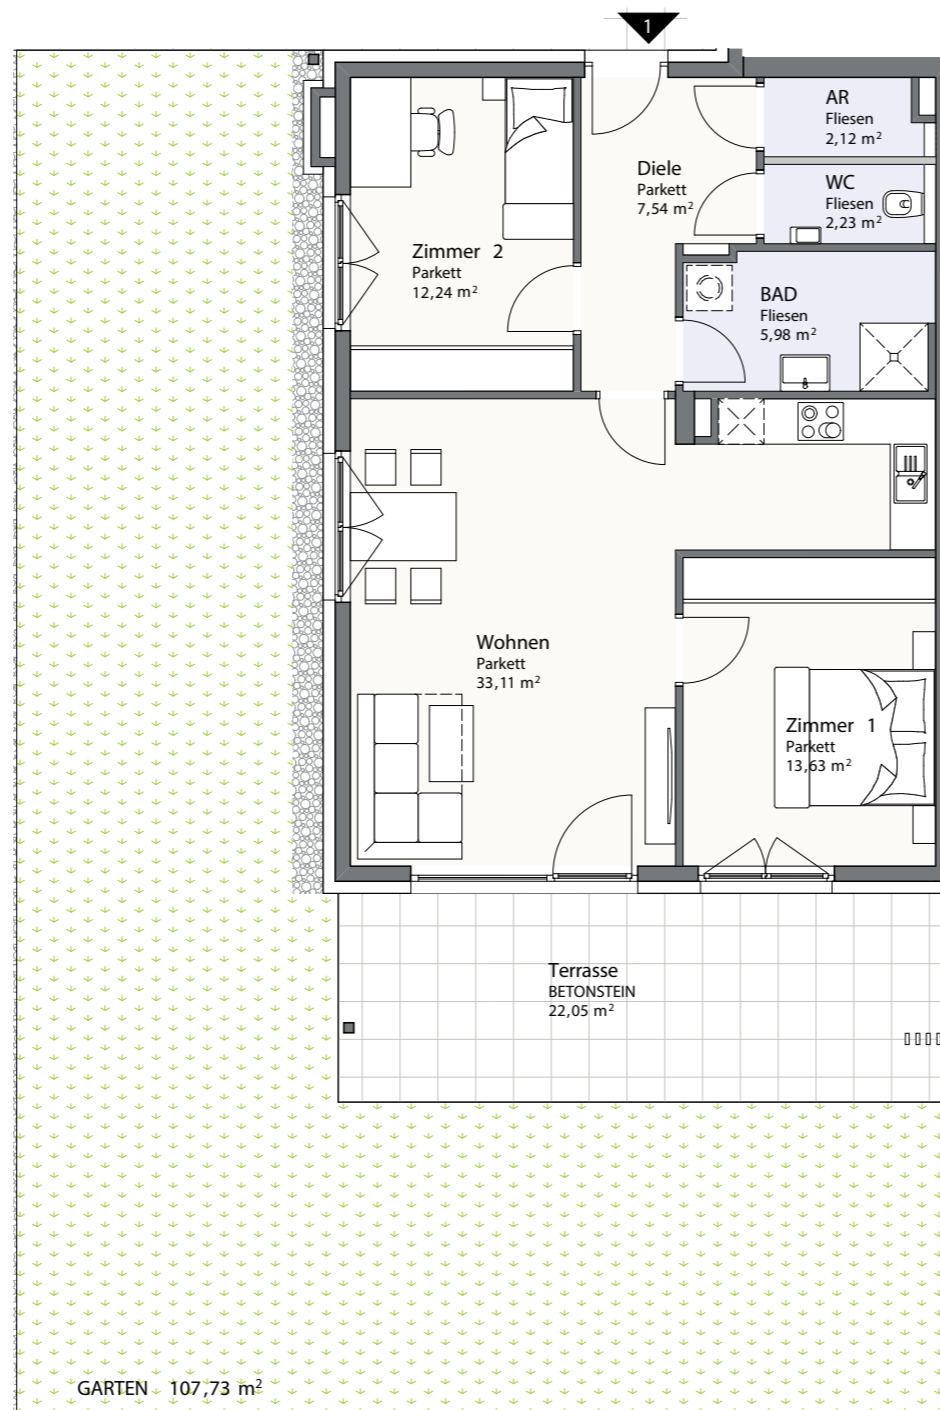 1
AR
Fliesen
2,12 m²
Diele
Parkett
7,54 m²
WC
Fliesen
2,23 m²
Zimmer 2
Parkett
12,24 m²
BAD
Fliesen
5,98 m²
Wohnen
Parkett
33,11 m²
Zimmer 1
Parkett
13,63 m²
Terrasse
BETONSTEIN
22,05 m²
GARTEN 107,73 m²